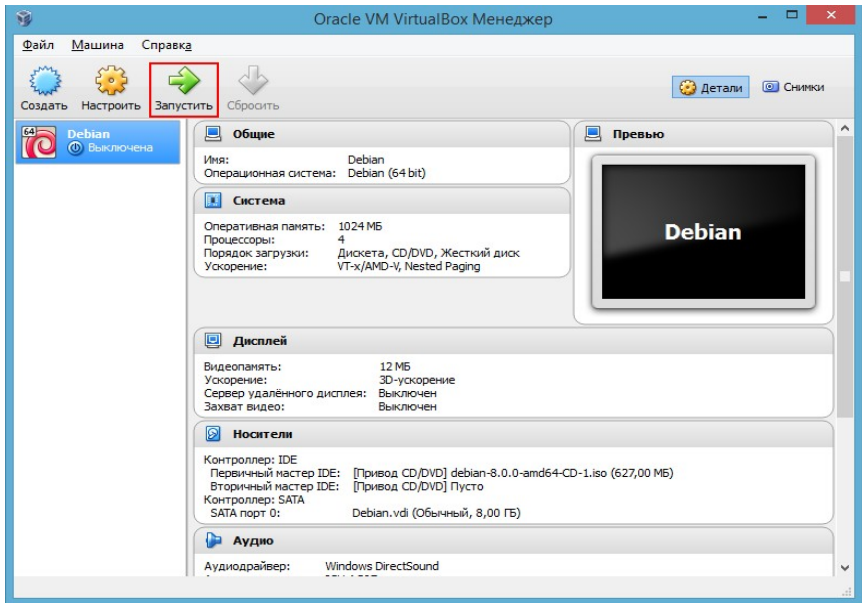 Oracle VM VirtualBox Менеджер
Файл Машина Справка
Создать Настроить Запустить Сбросить
Детали Снимки
64
Debian
Выключена
Общие
Имя: Debian
Операционная система: Debian (64 bit)
Превью
Debian
Система
Оперативная память: 1024 МБ
Процессоры: 4
Порядок загрузки: Дискета, CD/DVD, Жесткий диск
Ускорение: VT-x/AMD-V, Nested Paging
Дисплей
Видеопамять: 12 МБ
Ускорение: 3D-ускорение
Сервер удалённого дисплея: Выключен
Захват видео: Выключен
Носители
Контроллер: IDE
Первичный мастер IDE: [Привод CD/DVD] debian-8.0.0-amd64-CD-1.iso (627,00 МБ)
Вторичный мастер IDE: [Привод CD/DVD] Пусто
Контроллер: SATA
SATA порт 0: Debian.vdi (Обычный, 8,00 ГБ)
Аудио
Аудиодрайвер: Windows DirectSound